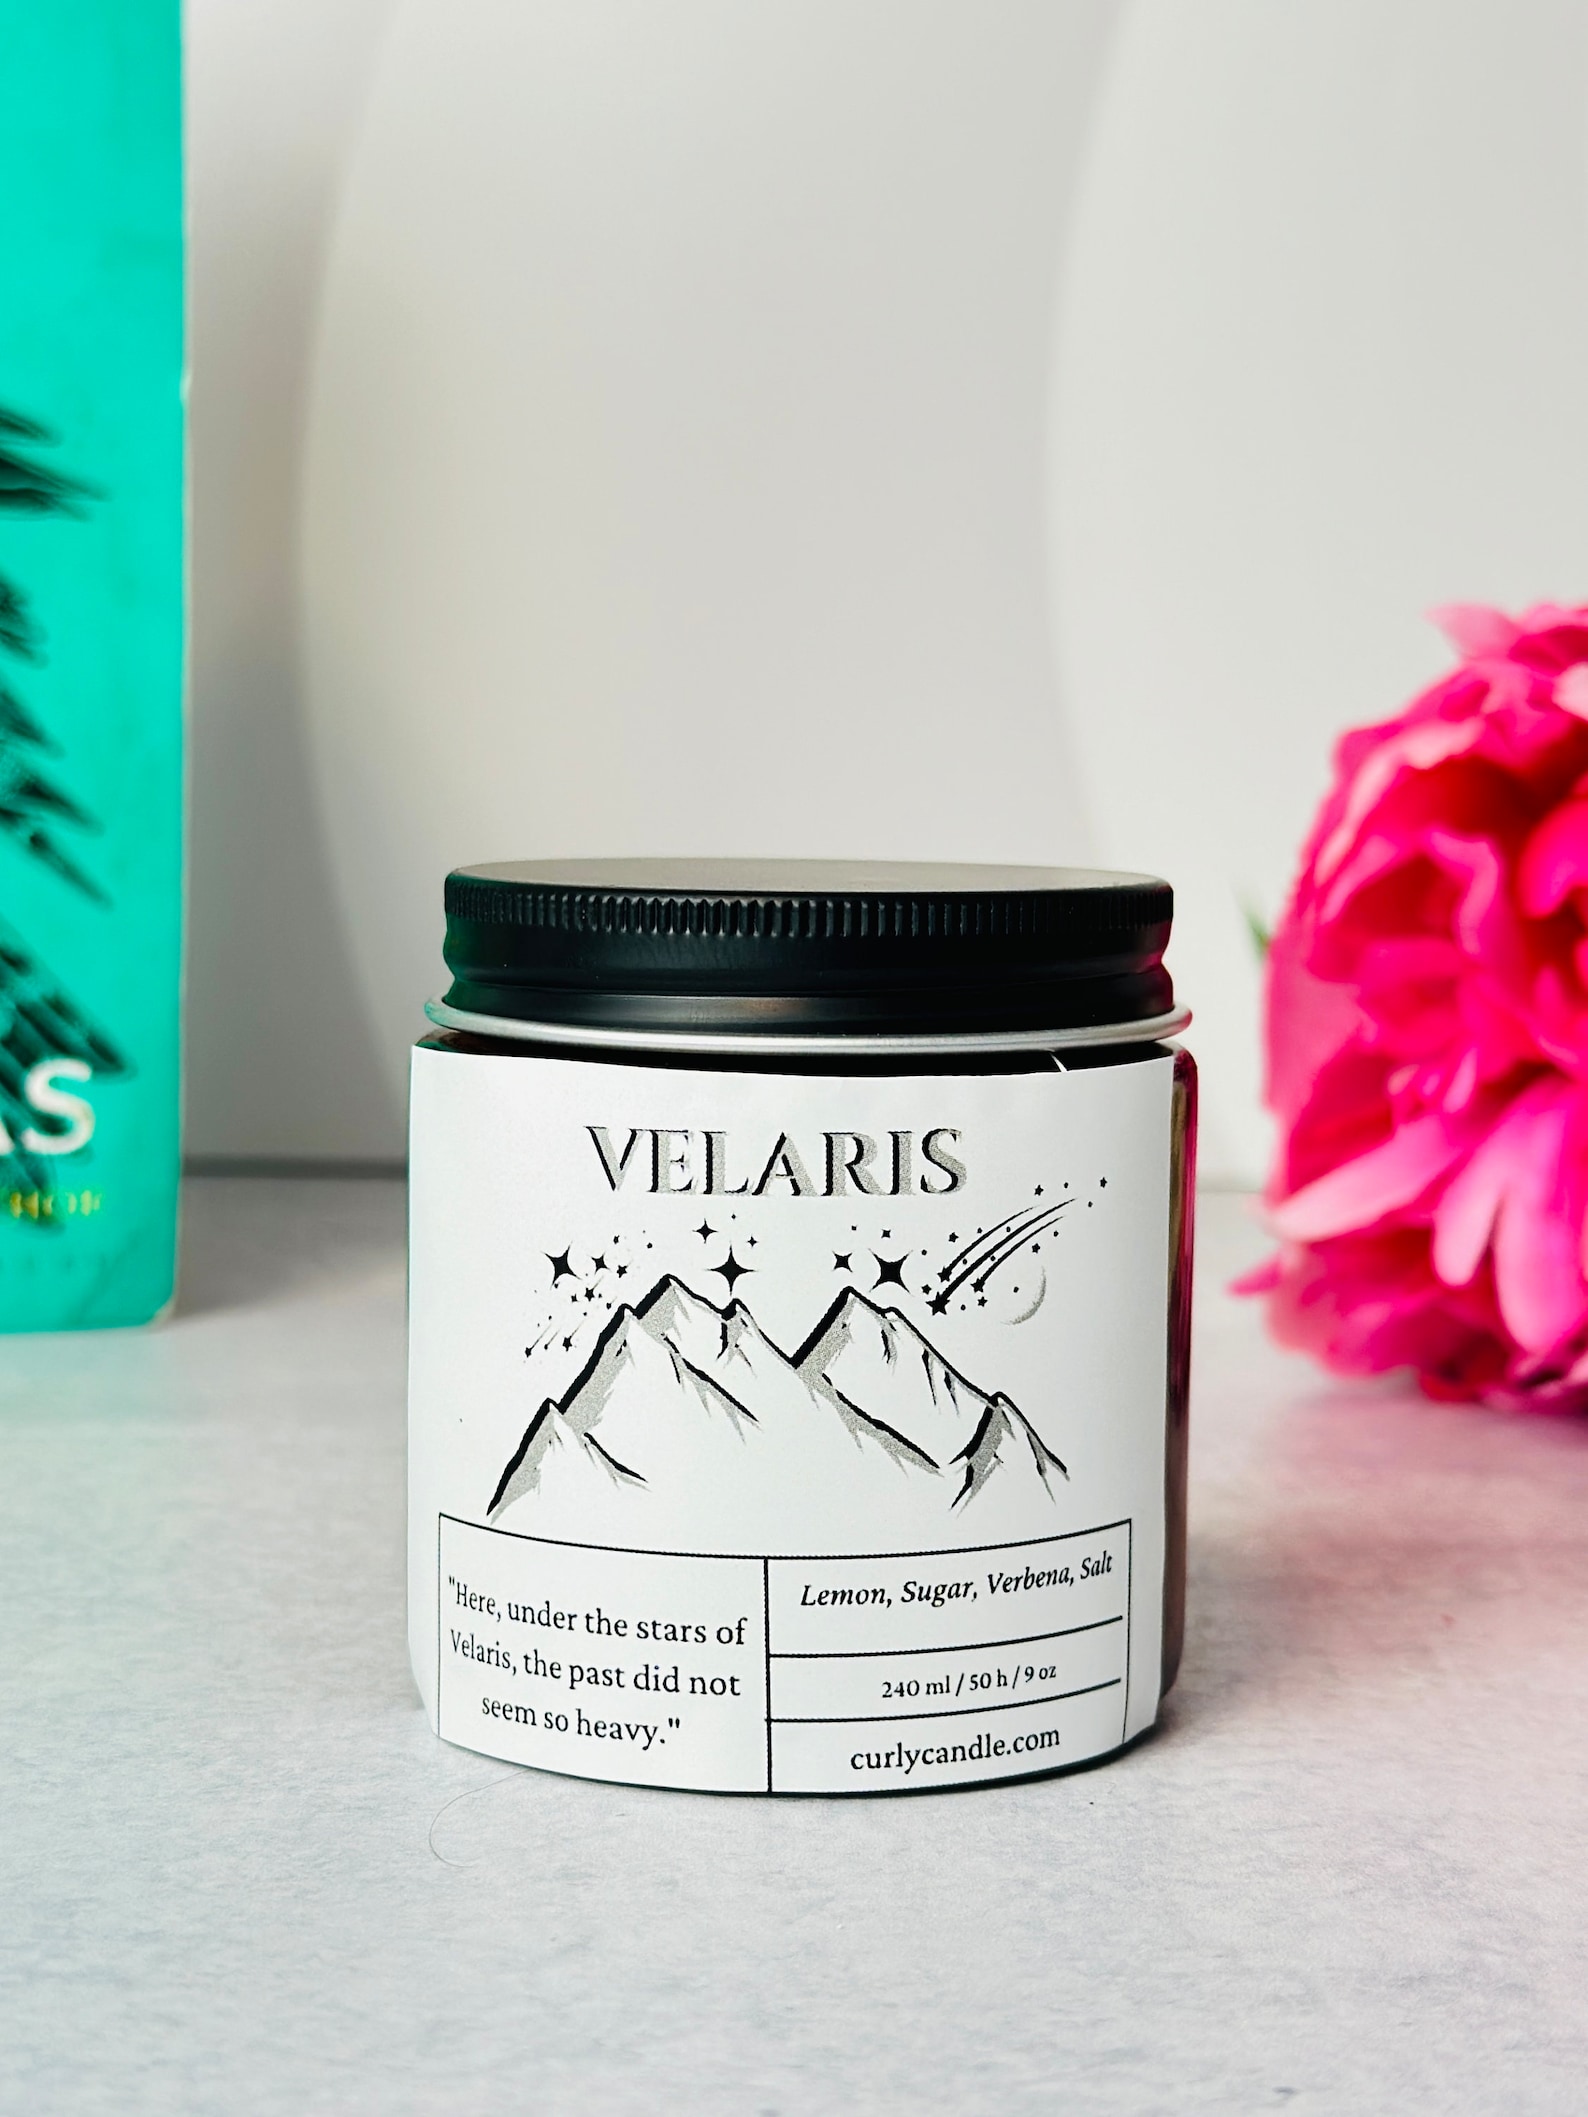 VELARIS
"Here, under the stars of
Velaris, the past did not
seem so heavy."
Lemon, Sugar, Verbena, Salt
240 ml / 50 h / 9 oz
curlycandle.com